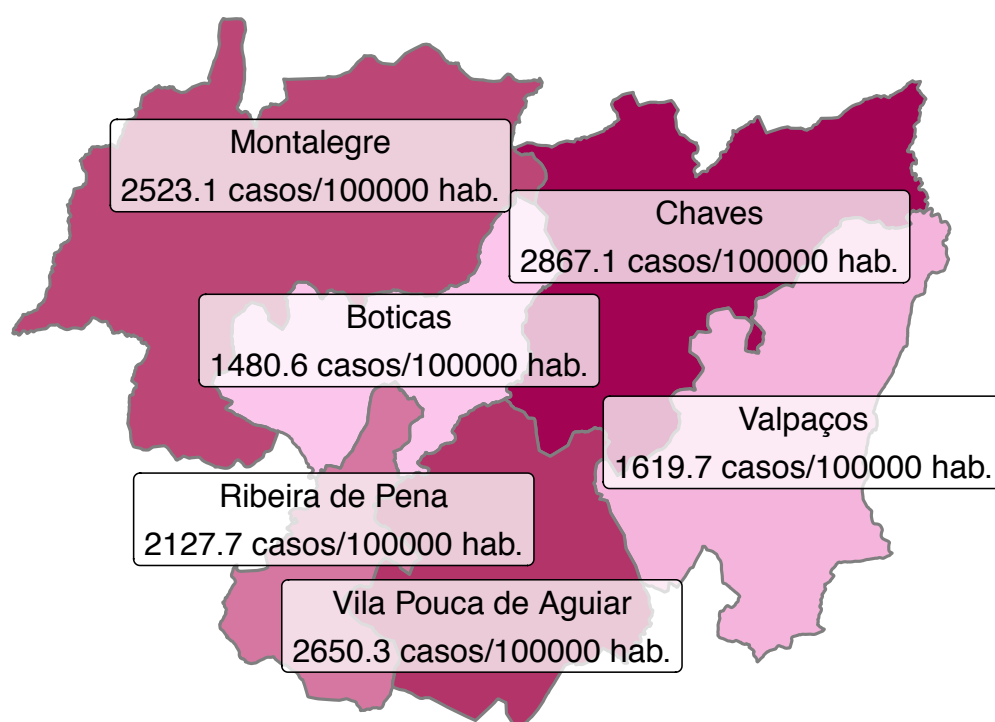 Montalegre
2523.1 casos/100000 hab.
Chaves
2867.1 casos/100000 hab.
Boticas
1480.6 casos/100000 hab.
Valpaços
1619.7 casos/100000 hab.
Ribeira de Pena
2127.7 casos/100000 hab.
Vila Pouca de Aguiar
2650.3 casos/100000 hab.